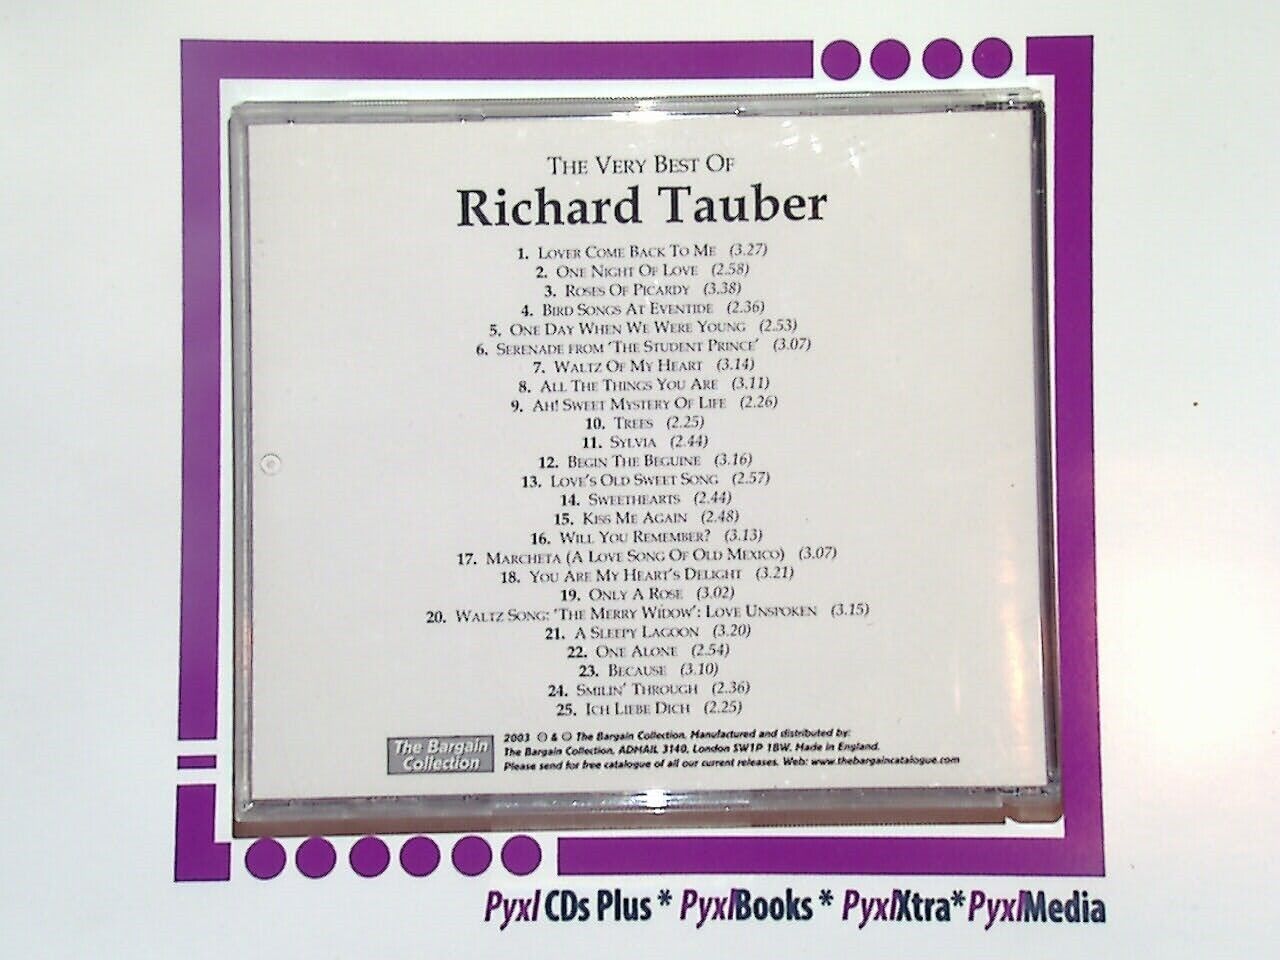 The Very Best Of
Richard Tauber
1. Lover Come Back To Me (3.27)
2. One Night Of Love (2.58)
3. Roses Of Picardy (3.38)
4. Bird Songs At Eventide (2.36)
5. One Day When We Were Young (2.53)
6. Serenade from 'The Student Prince' (3.07)
7. Waltz Of My Heart (3.14)
8. All The Things You Are (3.11)
9. Ah! Sweet Mystery Of Life (2.26)
10. Trees (2.25)
11. Sylvia (2.44)
12. Begin The Beguine (3.16)
13. Love's Old Sweet Song (2.57)
14. Sweethearts (2.44)
15. Kiss Me Again (2.48)
16. Will You Remember? (3.13)
17. Marcheta (A Love Song Of Old Mexico) (3.07)
18. You Are My Heart's Delight (3.21)
19. Only A Rose (3.02)
20. Waltz Song: 'The Merry Widow': Love Unspoken (3.15)
21. A Sleepy Lagoon (3.20)
22. One Alone (2.54)
23. Because (3.10)
24. Smilin' Through (2.36)
25. Ich Liebe Dich (2.25)
The Bargain
Collection
2003 & The Bargain Collection. Manufactured and distributed by:
The Bargain Collection, ADMAIL 3140, London SW1P 1BW. Made in England.
Please send for free catalogue of all our current releases. Web: www.thebargaincatalogue.com
Pyxl CDs Plus * PyxlBooks * PyxlXtra* PyxlMedia